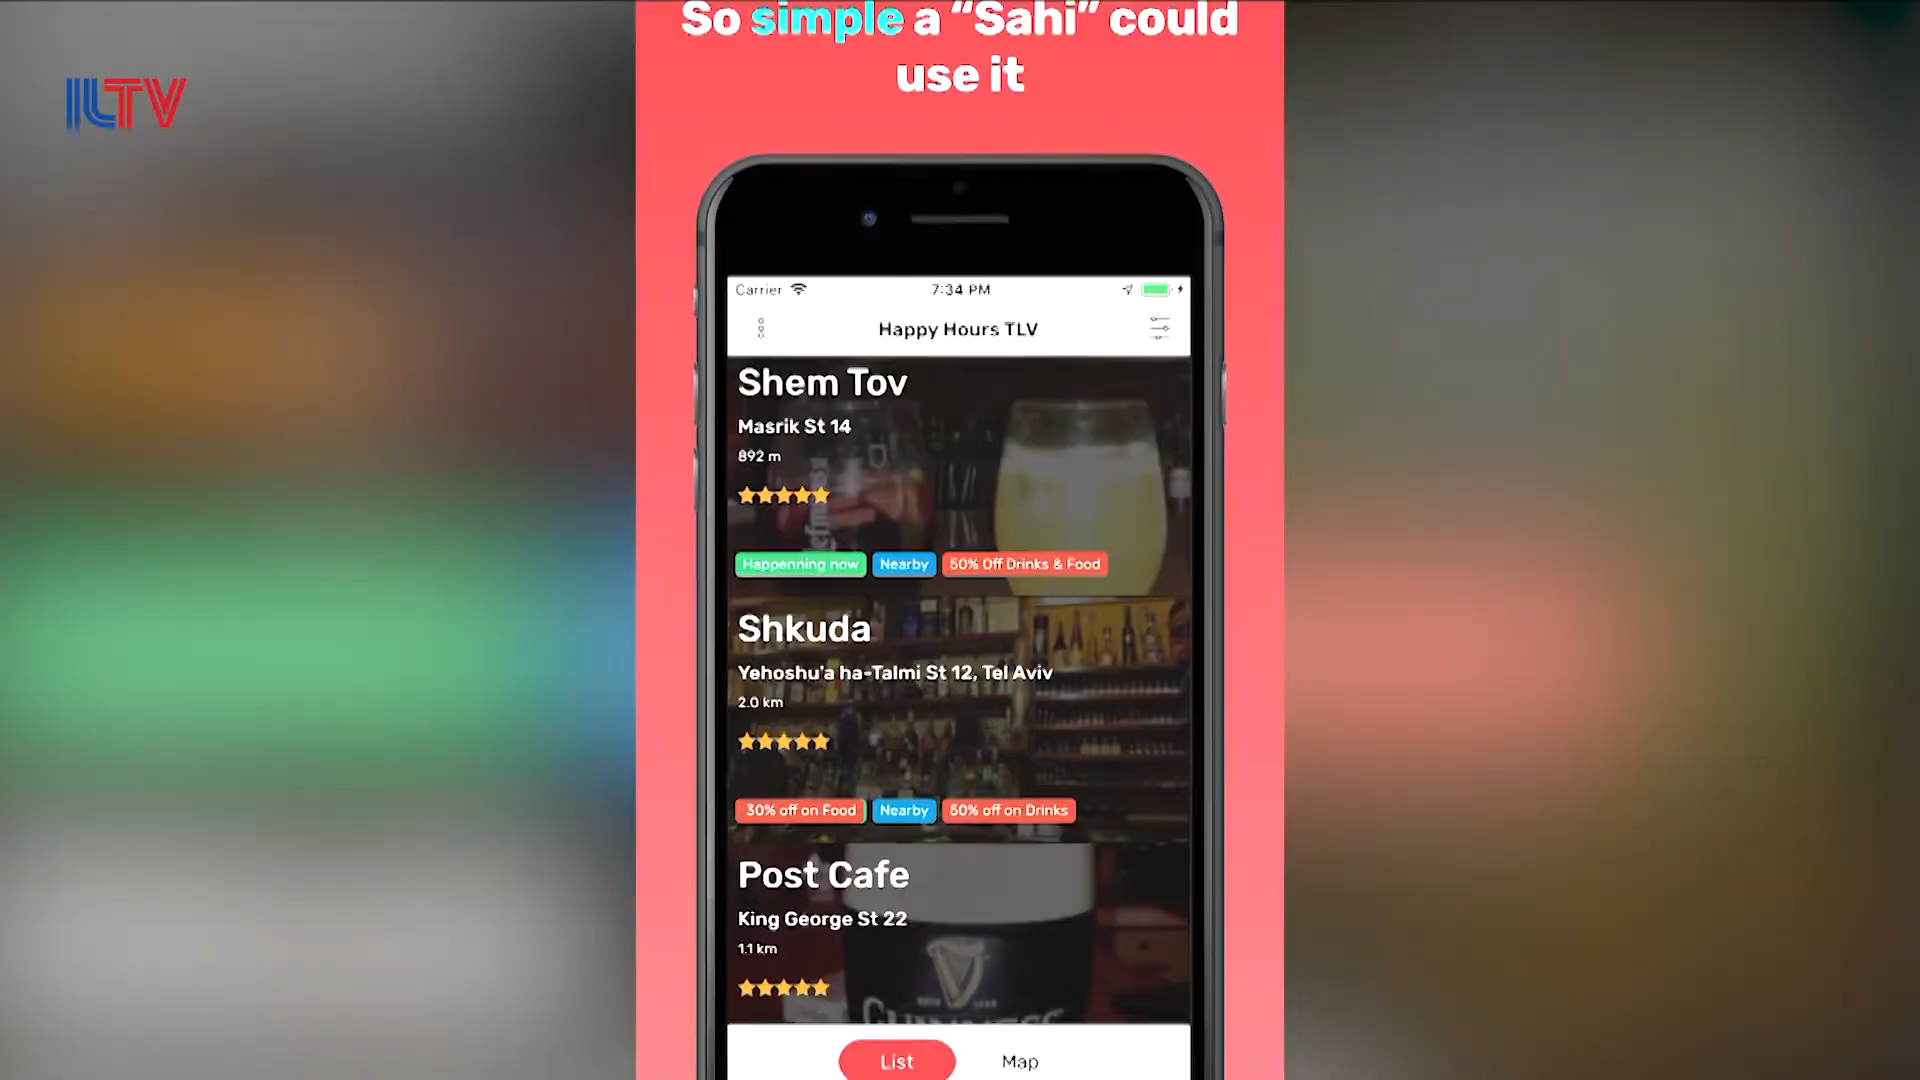 So simple a “Sahi” could
use it
ILTV
Carrier 7:34 PM
Happy Hours TLV
Shem Tov
Masrik St 14
892 m
Happenning now Nearby 50% Off Drinks & Food
Shkuda
Yehoshu'a ha-Talmi St 12, Tel Aviv
2.0 km
30% off on Food Nearby 50% off on Drinks
Post Cafe
King George St 22
1.1 km
GUINNESS
List Map